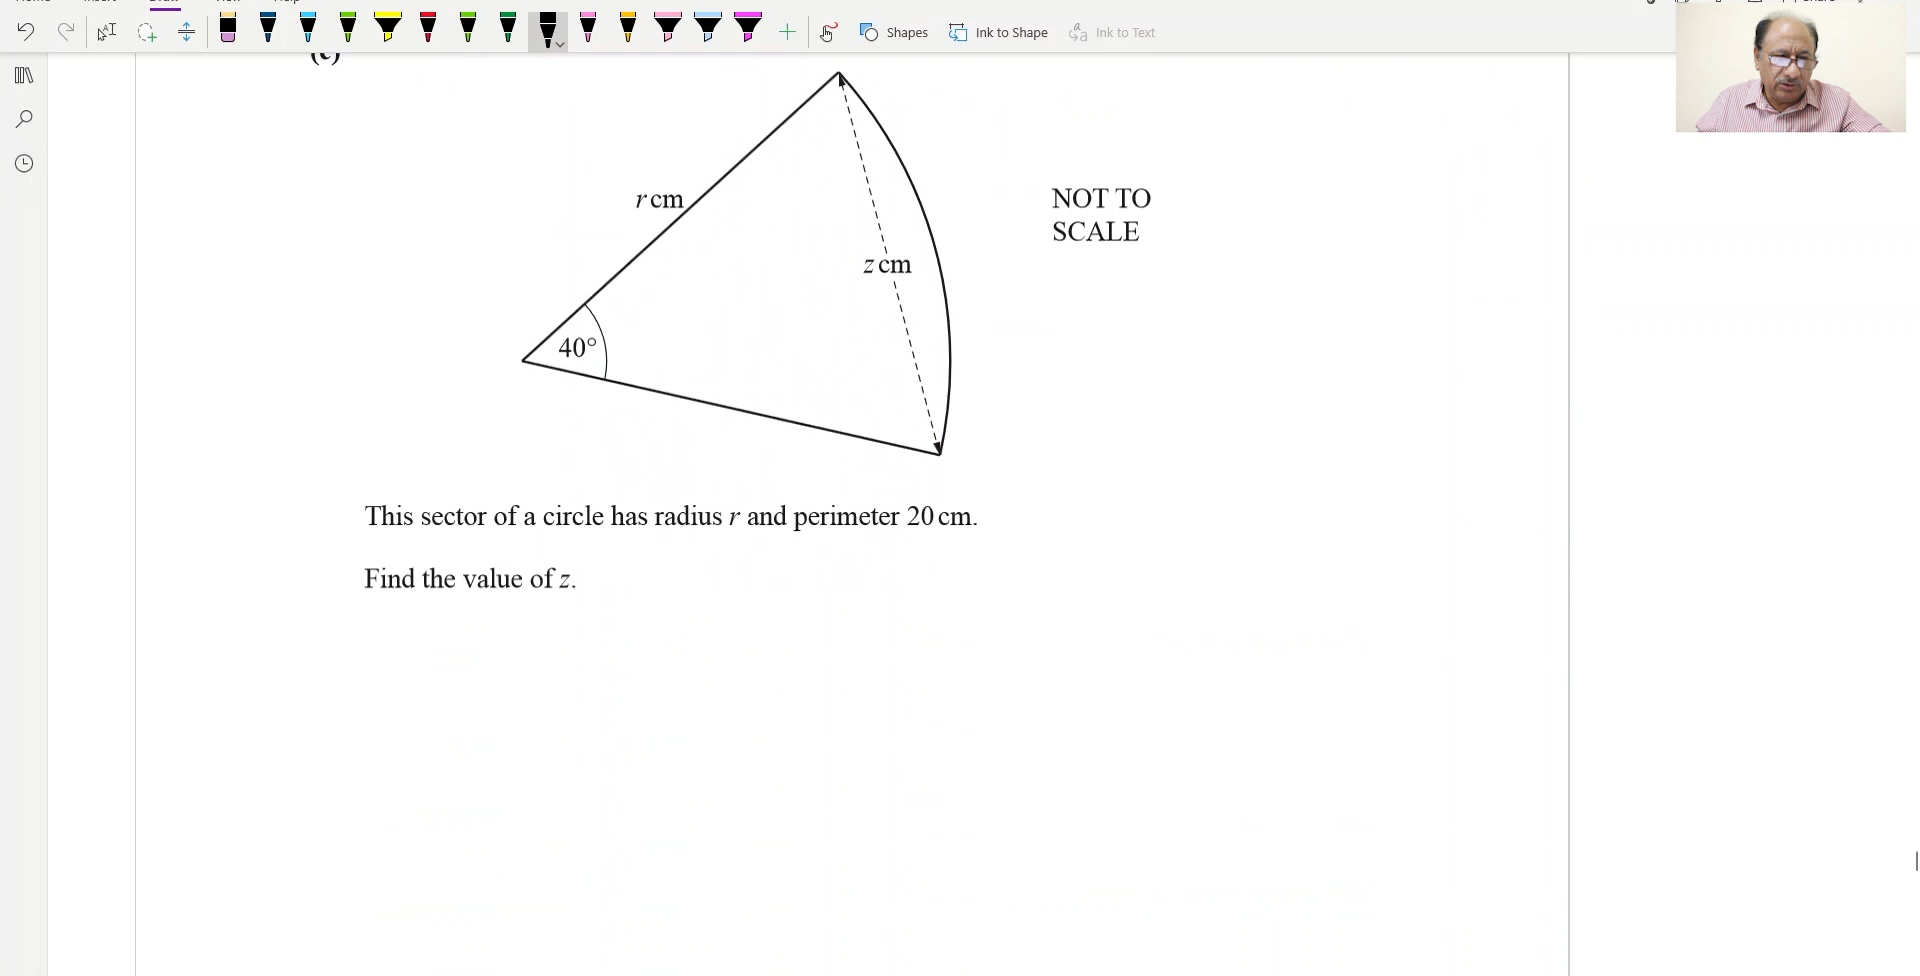 Shapes
Ink to Shape
Ink to Text
r cm
NOT TO
SCALE
z cm
40°
This sector of a circle has radius r and perimeter 20 cm.
Find the value of z.